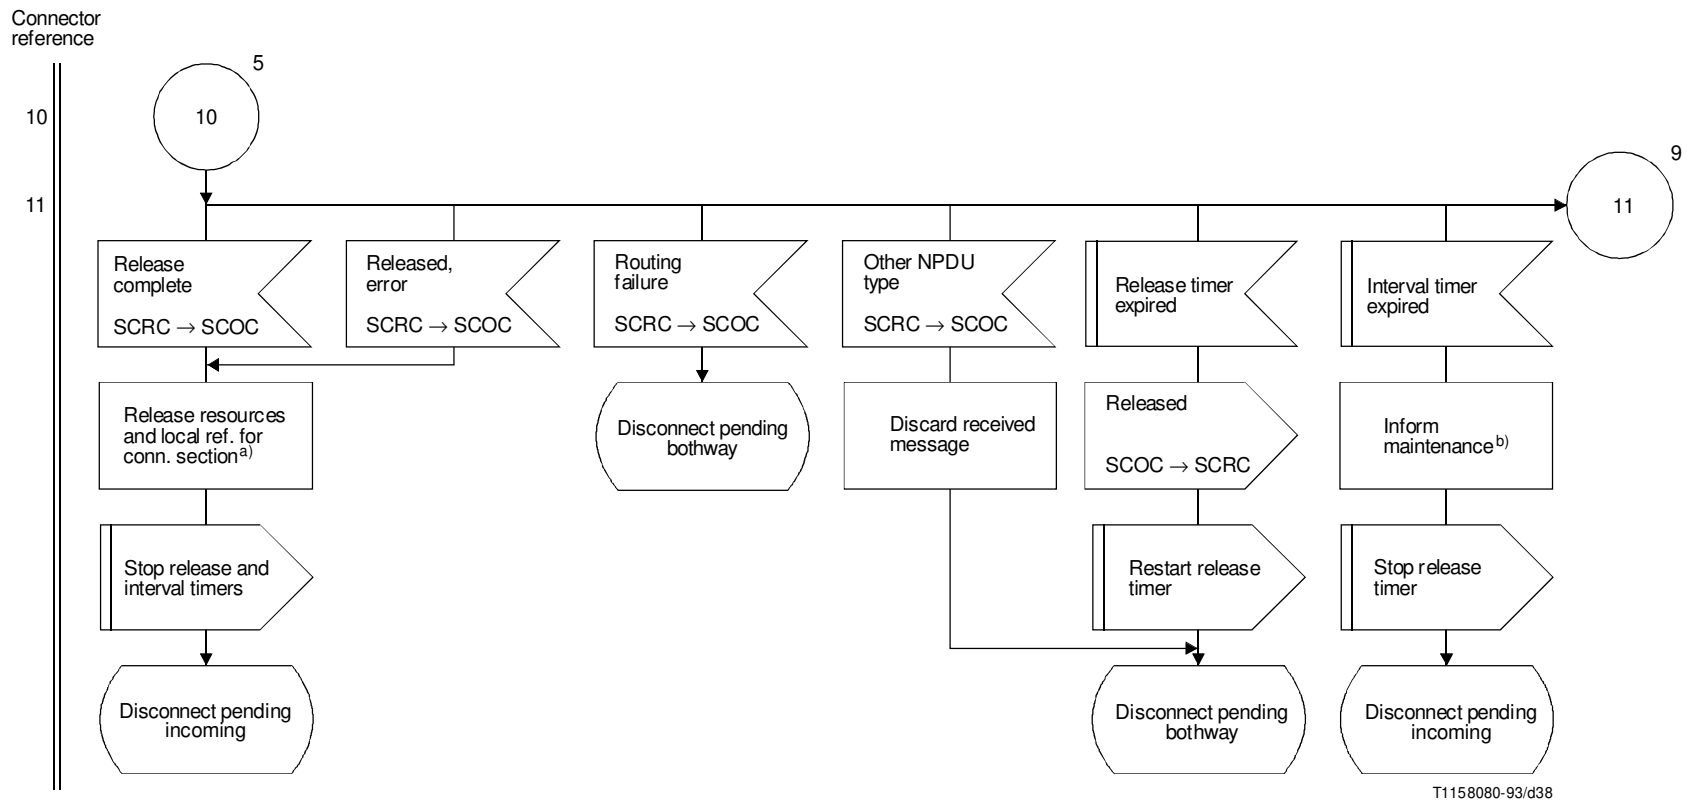 Connector
reference
5
10
10
9
11
11
Release
complete
SCRC → SCOC
Released,
error
SCRC → SCOC
Routing
failure
SCRC → SCOC
Other NPDU
type
SCRC → SCOC
Release timer
expired
Interval timer
expired
Release resources
and local ref. for
conn. section a)
Disconnect pending
bothway
Discard received
message
Released
SCOC → SCRC
Inform
maintenance b)
Stop release and
interval timers
Restart release
timer
Stop release
timer
Disconnect pending
incoming
Disconnect pending
bothway
Disconnect pending
incoming
T1158080-93/d38